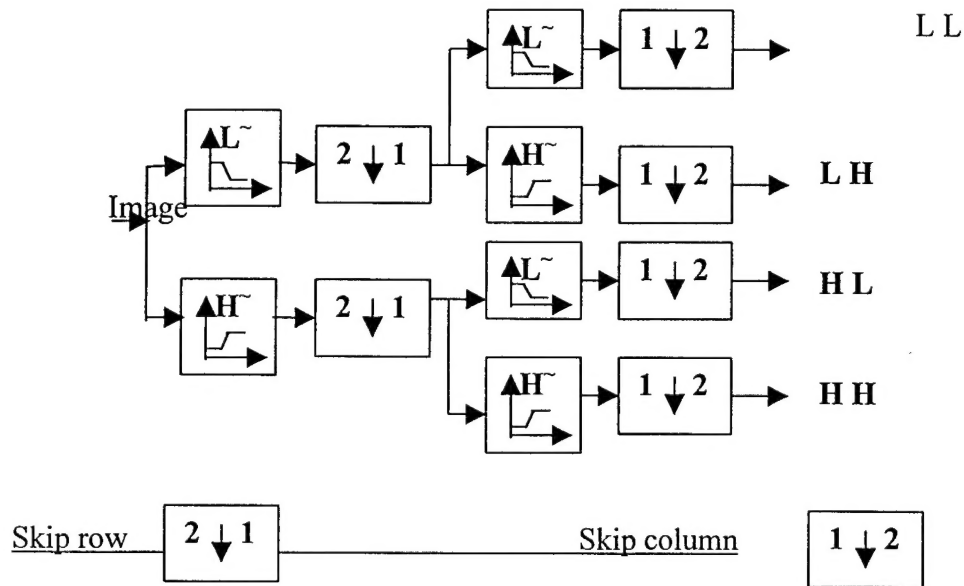 L~ 1 ↓ 2 L L
L~ 2 ↓ 1 H~ 1 ↓ 2 L H
Image
H~ 2 ↓ 1 L~ 1 ↓ 2 H L
H~ 1 ↓ 2 H H
Skip row 2 ↓ 1 Skip column 1 ↓ 2